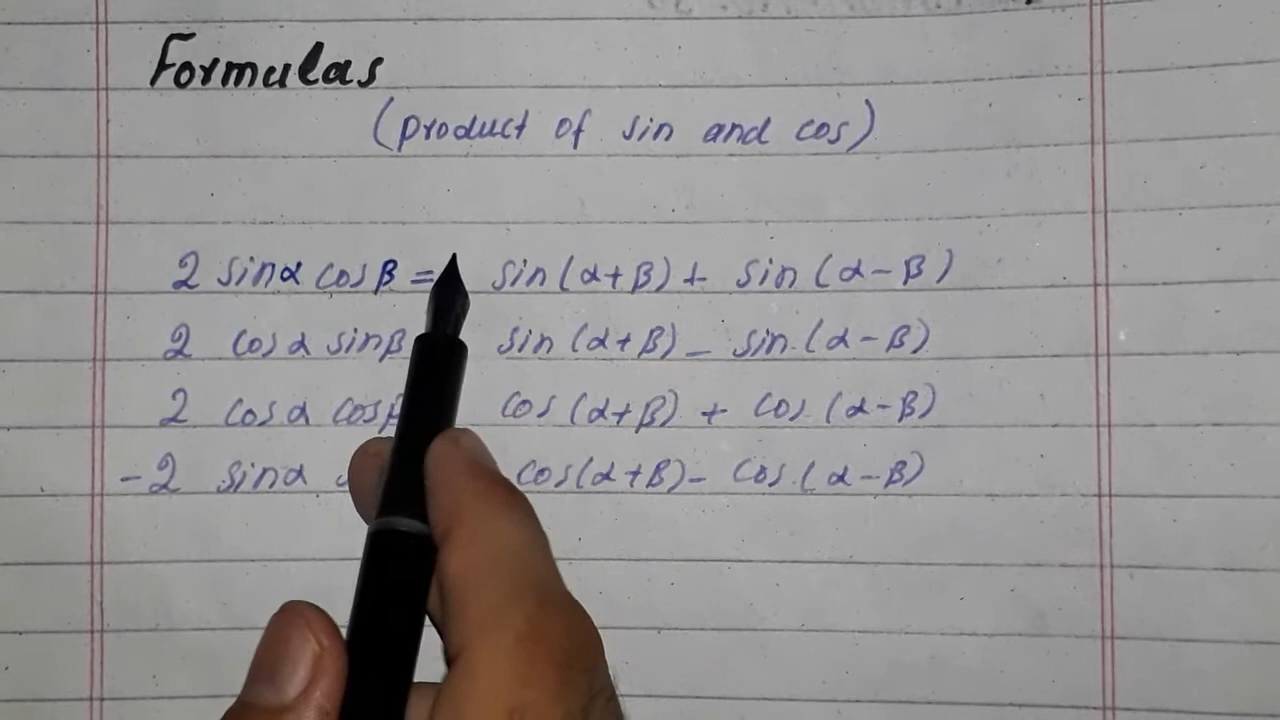 Formulas
(product of sin and cos)
2 sinα cosβ = sin(α+β) + sin(α-β)
2 cosα sinβ sin(α+β) - sin(α-β)
2 cosα cosβ cos(α+β) + cos(α-β)
-2 sinα cos(α+β) - cos(α-β)